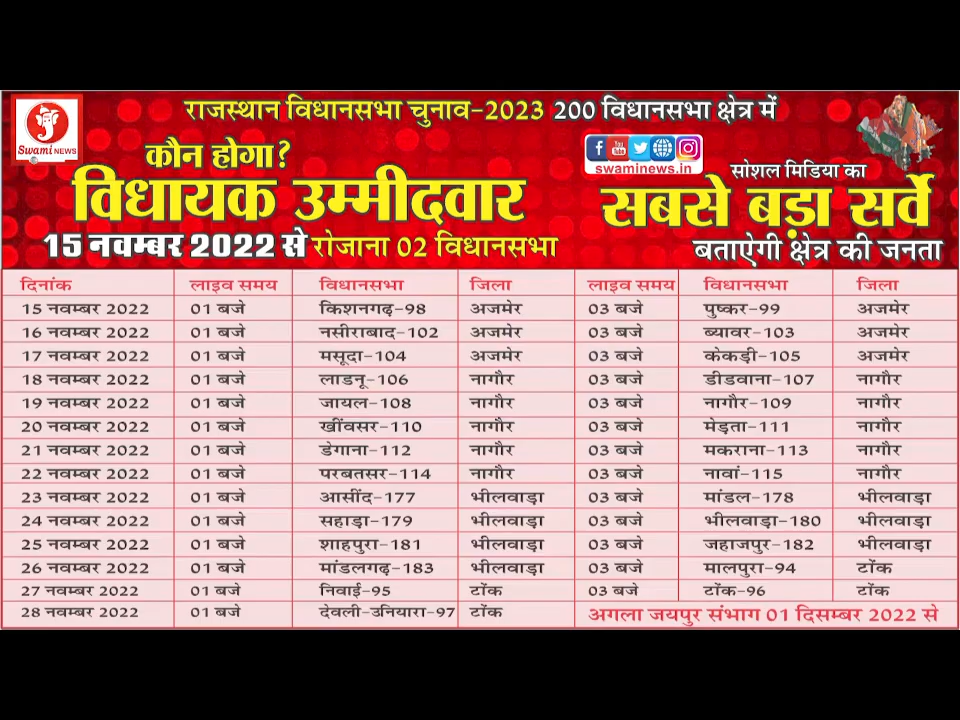 Swami NEWS
राजस्थान विधानसभा चुनाव-2023 200 विधानसभा क्षेत्र में
कौन होगा?
विधायक उम्मीदवार
15 नवम्बर 2022 से रोजाना 02 विधानसभा
You Tube
swaminews.in
सोशल मिडिया का
सबसे बड़ा सर्वे
बताऐगी क्षेत्र की जनता
दिनांक लाइव समय विधानसभा जिला लाइव समय विधानसभा जिला
15 नवम्बर 2022 01 बजे किशनगढ़-98 अजमेर 03 बजे पुष्कर-99 अजमेर
16 नवम्बर 2022 01 बजे नसीराबाद-102 अजमेर 03 बजे ब्यावर-103 अजमेर
17 नवम्बर 2022 01 बजे मसूदा-104 अजमेर 03 बजे केकड़ी-105 अजमेर
18 नवम्बर 2022 01 बजे लाडनू-106 नागौर 03 बजे डीडवाना-107 नागौर
19 नवम्बर 2022 01 बजे जायल-108 नागौर 03 बजे नागौर-109 नागौर
20 नवम्बर 2022 01 बजे खींवसर-110 नागौर 03 बजे मेड़ता-111 नागौर
21 नवम्बर 2022 01 बजे डेगाना-112 नागौर 03 बजे मकराना-113 नागौर
22 नवम्बर 2022 01 बजे परबतसर-114 नागौर 03 बजे नावां-115 नागौर
23 नवम्बर 2022 01 बजे आसींद-177 भीलवाड़ा 03 बजे मांडल-178 भीलवाड़ा
24 नवम्बर 2022 01 बजे सहाड़ा-179 भीलवाड़ा 03 बजे भीलवाड़ा-180 भीलवाड़ा
25 नवम्बर 2022 01 बजे शाहपुरा-181 भीलवाड़ा 03 बजे जहाजपुर-182 भीलवाड़ा
26 नवम्बर 2022 01 बजे मांडलगढ़-183 भीलवाड़ा 03 बजे मालपुरा-94 टोंक
27 नवम्बर 2022 01 बजे निवाई-95 टोंक 03 बजे टोंक-96 टोंक
28 नवम्बर 2022 01 बजे देवली-उनियारा-97 टोंक अगला जयपुर संभाग 01 दिसम्बर 2022 से